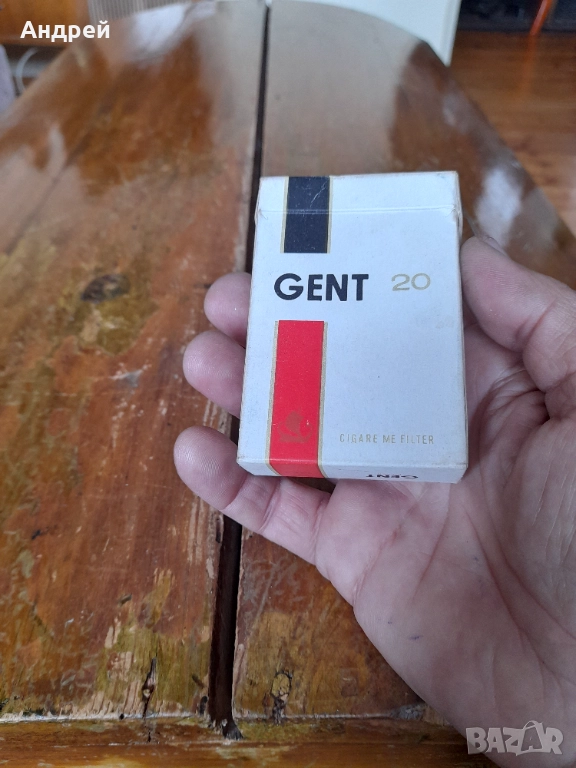 Андрей
GENT 20
CIGARE ME FILTER
GENT
BAZAR